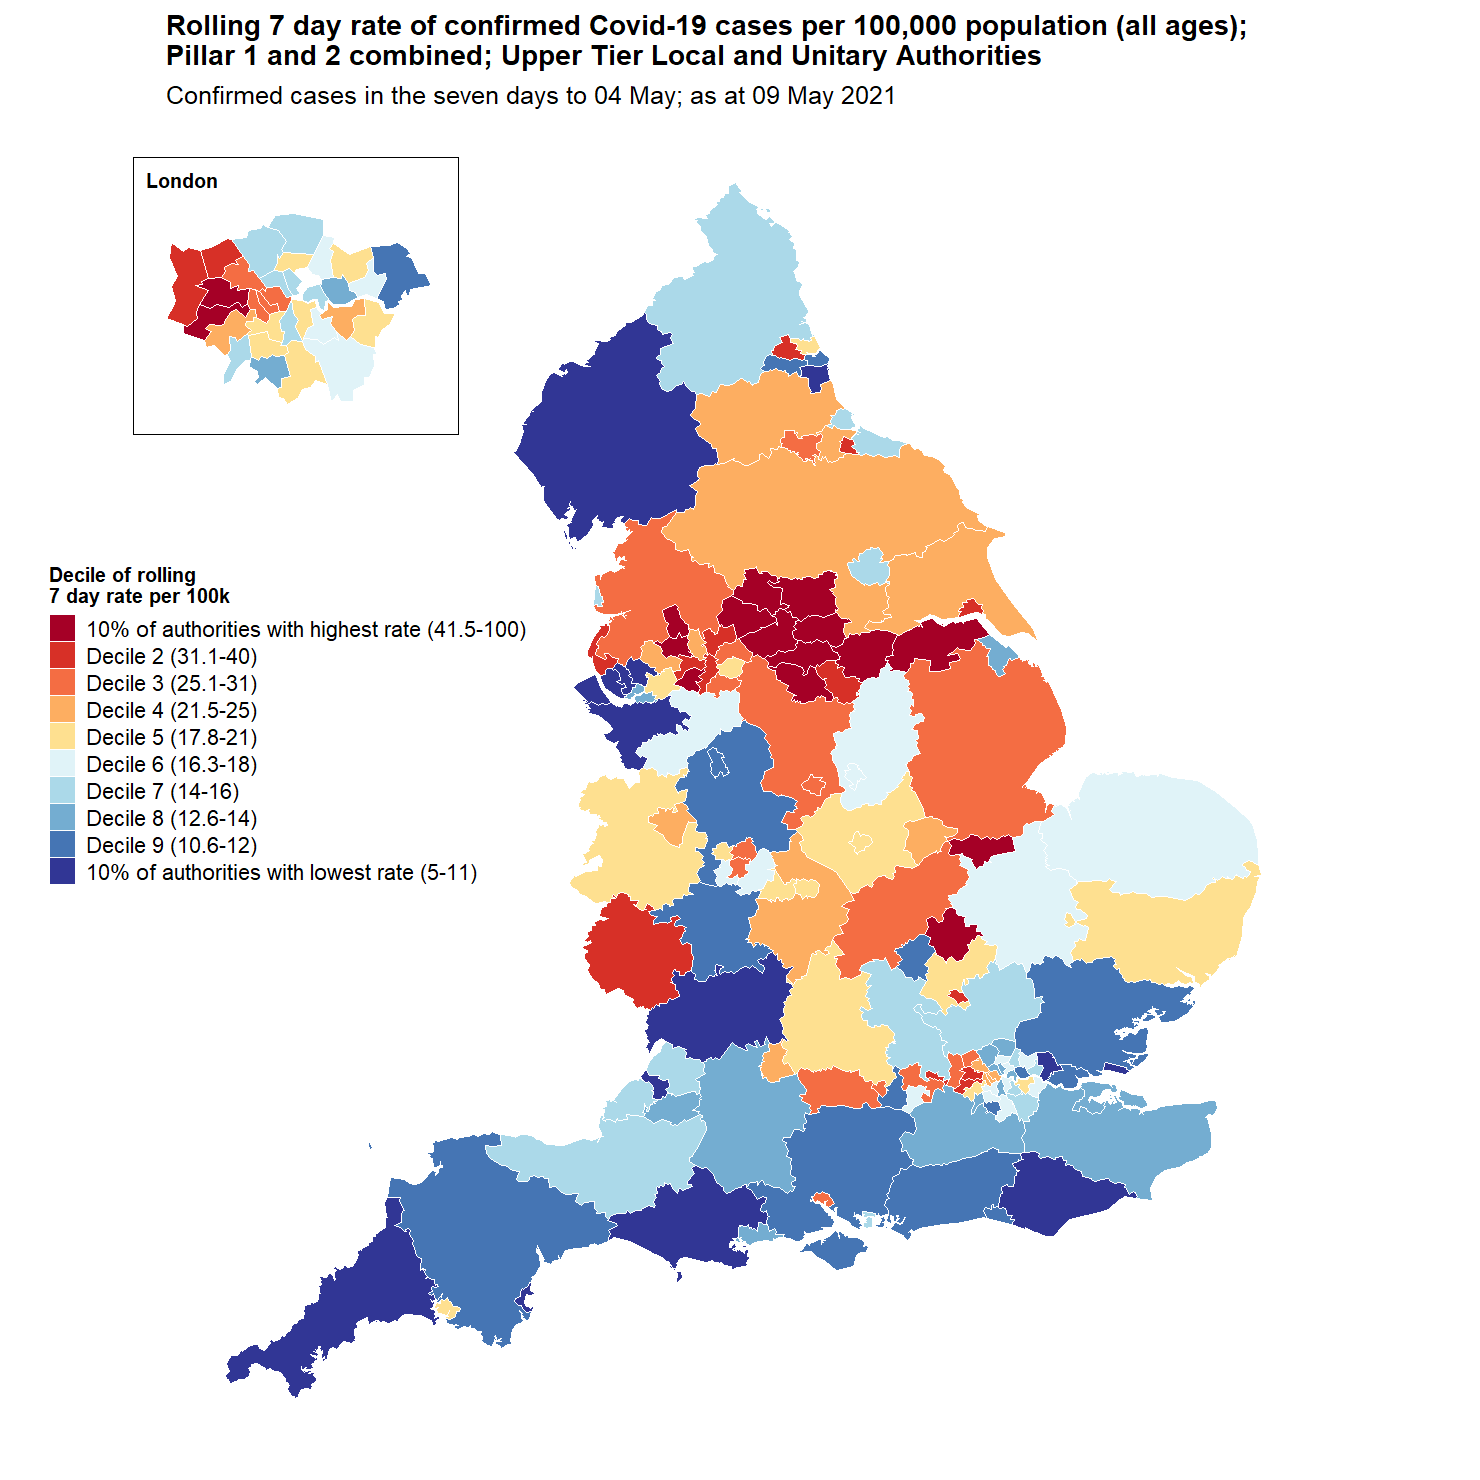 Rolling 7 day rate of confirmed Covid-19 cases per 100,000 population (all ages);
Pillar 1 and 2 combined; Upper Tier Local and Unitary Authorities
Confirmed cases in the seven days to 04 May; as at 09 May 2021
London
Decile of rolling
7 day rate per 100k
10% of authorities with highest rate (41.5-100)
Decile 2 (31.1-40)
Decile 3 (25.1-31)
Decile 4 (21.5-25)
Decile 5 (17.8-21)
Decile 6 (16.3-18)
Decile 7 (14-16)
Decile 8 (12.6-14)
Decile 9 (10.6-12)
10% of authorities with lowest rate (5-11)